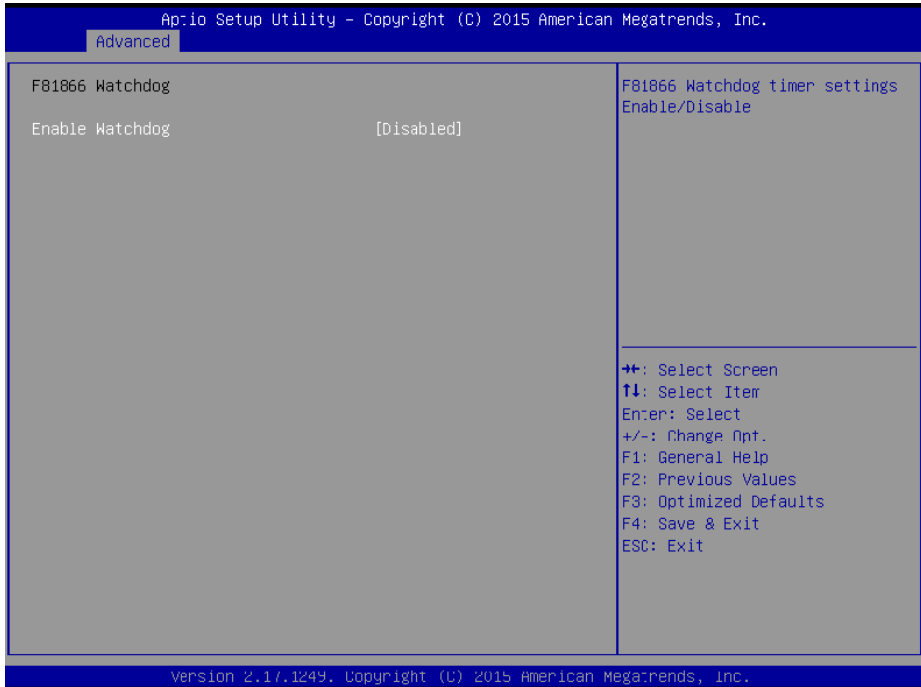 Aptio Setup Utility – Copyright (C) 2015 American Megatrends, Inc.
Advanced
F81866 Watchdog
Enable Watchdog [Disabled]
F81866 Watchdog timer settings
Enable/Disable
→←: Select Screen
↑↓: Select Item
Enter: Select
+/-: Change Opt.
F1: General Help
F2: Previous Values
F3: Optimized Defaults
F4: Save & Exit
ESC: Exit
Version 2.17.1249. Copyright (C) 2015 American Megatrends, Inc.